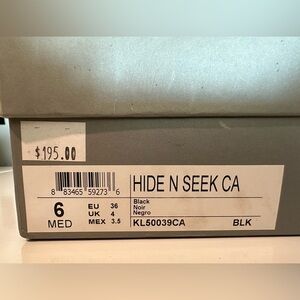 $195.00
HIDE N SEEK CA
8 83465 59273 6
Black
Noir
Negro
6 MED
EU 36
UK 4
MEX 3.5
KL50039CA BLK